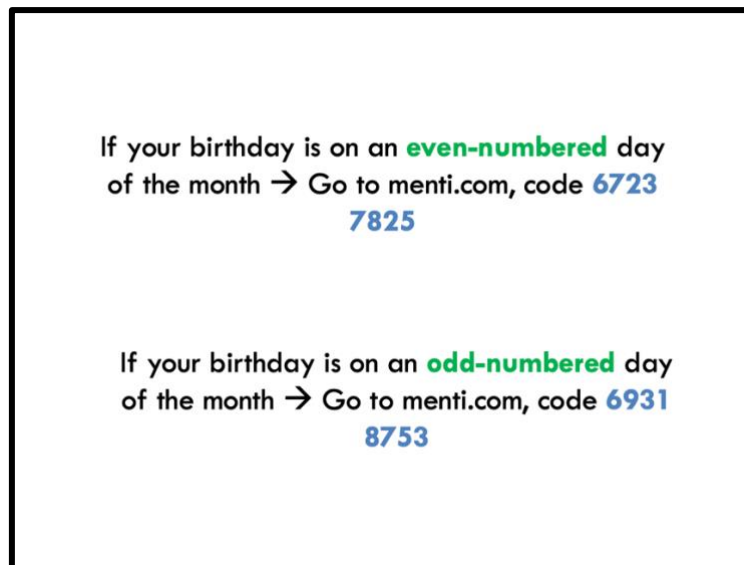 If your birthday is on an even-numbered day
of the month → Go to menti.com, code 6723
7825
If your birthday is on an odd-numbered day
of the month → Go to menti.com, code 6931
8753